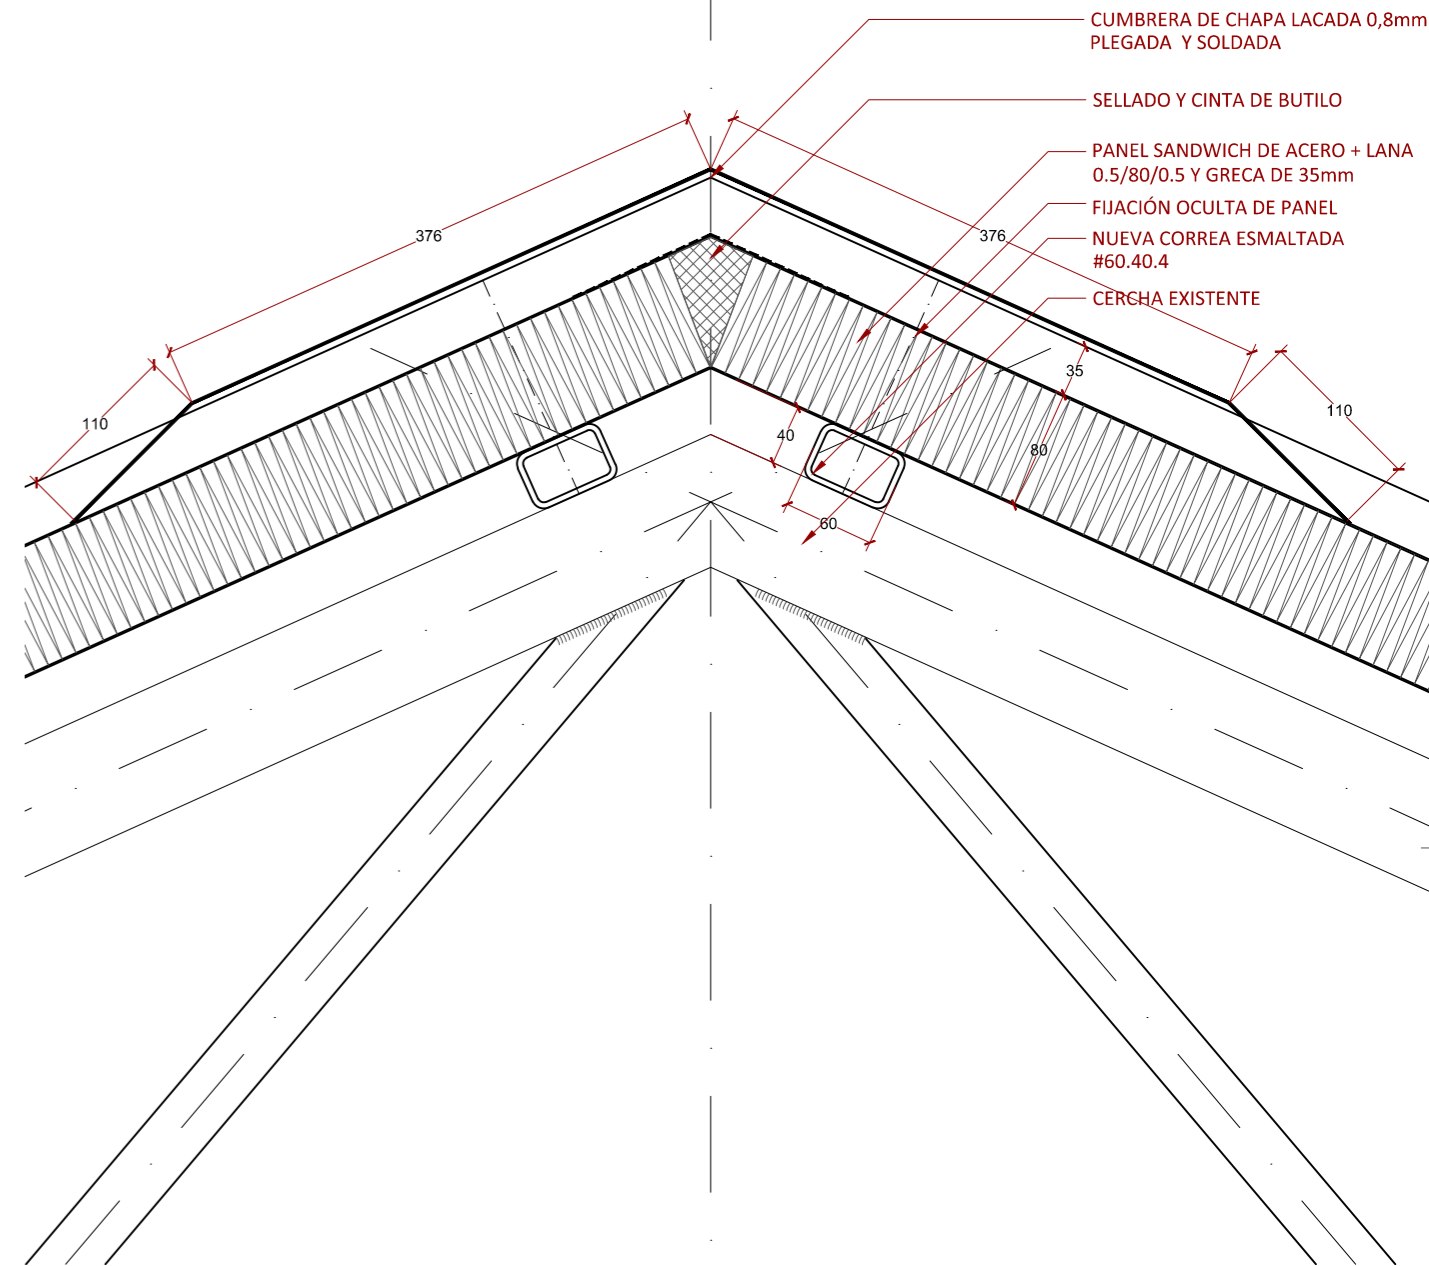 CUMBRERA DE CHAPA LACADA 0,8mm
PLEGADA Y SOLDADA
SELLADO Y CINTA DE BUTILO
PANEL SANDWICH DE ACERO + LANA
0.5/80/0.5 Y GRECA DE 35mm
FIJACIÓN OCULTA DE PANEL
NUEVA CORREA ESMALTADA
#60.40.4
CERCHA EXISTENTE
376
376
110
35
110
40
80
60